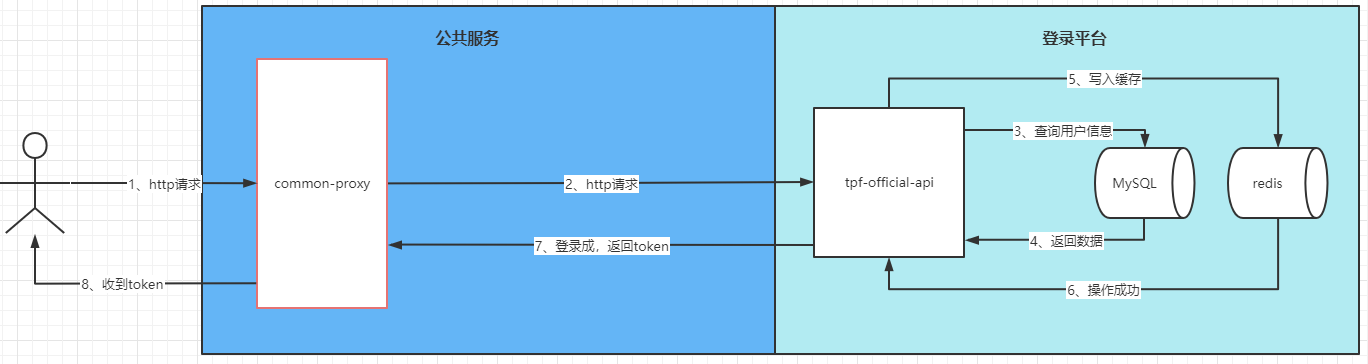 公共服务
登录平台
5、写入缓存
3、查询用户信息
1、http请求
common-proxy
2、http请求
tpf-official-api
MySQL
redis
7、登录成，返回token
4、返回数据
8、收到token
6、操作成功